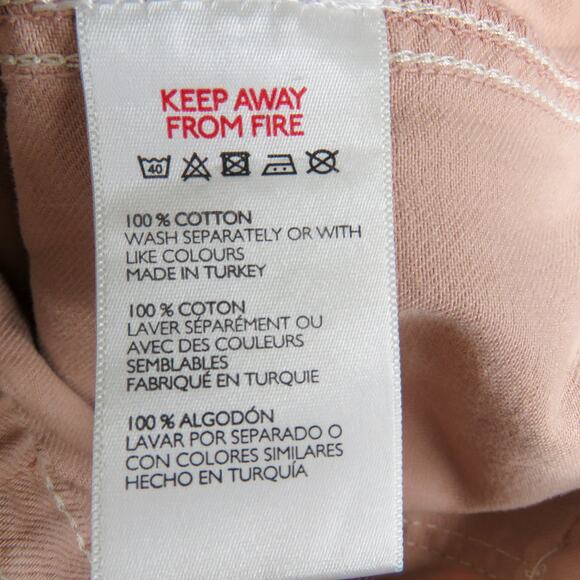 KEEP AWAY
FROM FIRE
40
100 % COTTON
WASH SEPARATELY OR WITH
LIKE COLOURS
MADE IN TURKEY
100 % COTON
LAVER SÉPARÉMENT OU
AVEC DES COULEURS
SEMBLABLES
FABRIQUÉ EN TURQUIE
100 % ALGODÓN
LAVAR POR SEPARADO O
CON COLORES SIMILARES
HECHO EN TURQUÍA